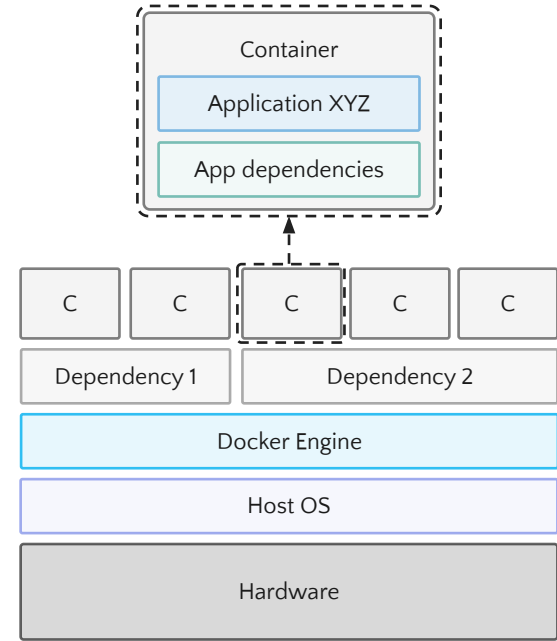 Container
Application XYZ
App dependencies
C C C C C
Dependency 1 Dependency 2
Docker Engine
Host OS
Hardware